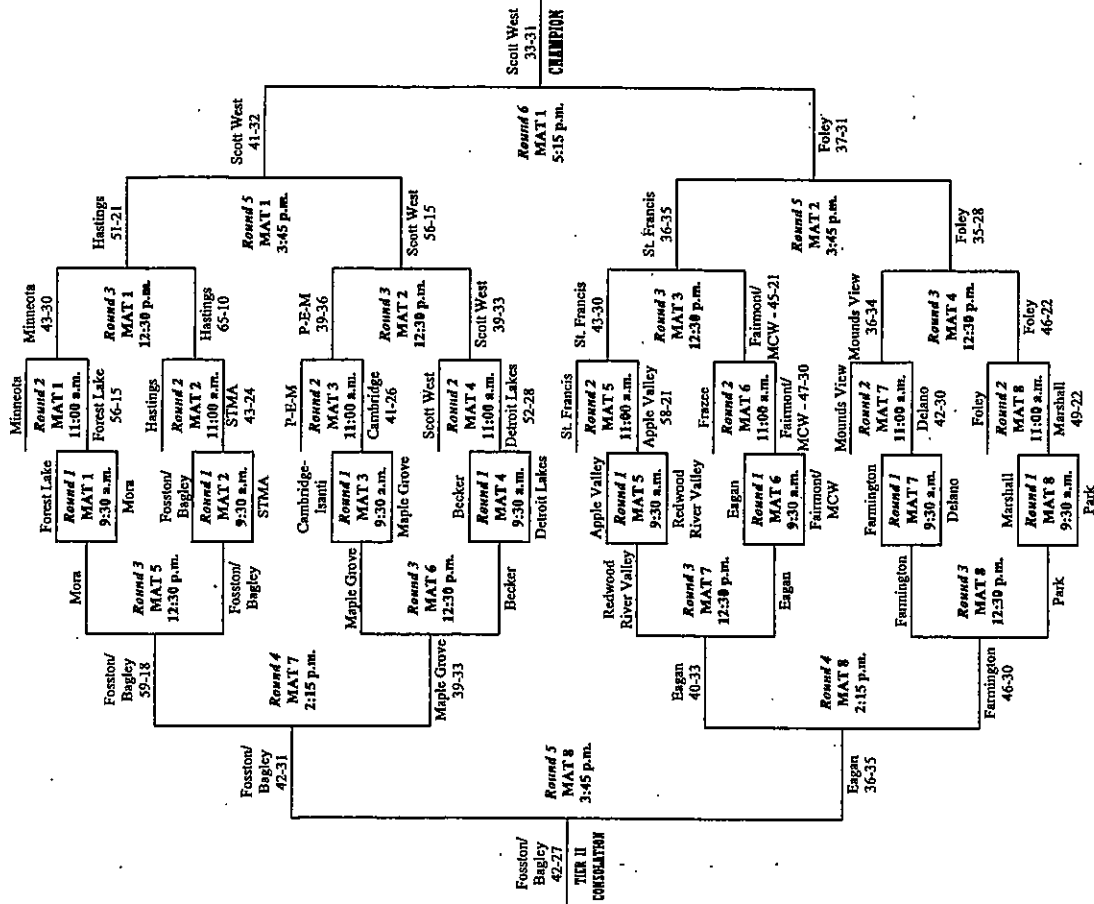 Fosston/
Bagley
42-27
TIER II
CONSOLATION
Fosston/
Bagley
42-31
Round 5
MAT 8
3:45 p.m.
Eagan
36-35
Fosston/
Bagley
59-18
Round 4
MAT 7
2:15 p.m.
Maple Grove
39-33
Eagan
40-33
Round 4
MAT 8
2:15 p.m.
Farmington
46-30
Mora
Round 3
MAT 5
12:30 p.m.
Fosston/
Bagley
Maple Grove
Round 3
MAT 6
12:30 p.m.
Becker
Redwood
River Valley
Round 3
MAT 7
12:30 p.m.
Eagan
Farmington
Round 3
MAT 8
12:30 p.m.
Park
Forest Lake
Round 1
MAT 1
9:30 a.m.
Mora
Fosston/
Bagley
Round 1
MAT 2
9:30 a.m.
STMA
Cambridge-
Isanti
Round 1
MAT 3
9:30 a.m.
Maple Grove
Becker
Round 1
MAT 4
9:30 a.m.
Detroit Lakes
Apple Valley
Round 1
MAT 5
9:30 a.m.
Redwood
River Valley
Eagan
Round 1
MAT 6
9:30 a.m.
Fairmont/
MCW
Farmington
Round 1
MAT 7
9:30 a.m.
Delano
Marshall
Round 1
MAT 8
9:30 a.m.
Park
Minneota
Round 2
MAT 1
11:00 a.m.
Forest Lake
56-15
Hastings
Round 2
MAT 2
11:00 a.m.
STMA
43-24
P-E-M
Round 2
MAT 3
11:00 a.m.
Cambridge
41-26
Scott West
Round 2
MAT 4
11:00 a.m.
Detroit Lakes
52-28
St. Francis
Round 2
MAT 5
11:00 a.m.
Apple Valley
58-21
Frazee
Round 2
MAT 6
11:00 a.m.
Fairmont/
MCW - 47-30
Mounds View
Round 2
MAT 7
11:00 a.m.
Delano
42-30
Foley
Round 2
MAT 8
11:00 a.m.
Marshall
49-22
Minneota
43-30
Round 3
MAT 1
12:30 p.m.
Hastings
65-10
P-E-M
39-36
Round 3
MAT 2
12:30 p.m.
Scott West
39-33
St. Francis
43-30
Round 3
MAT 3
12:30 p.m.
Fairmont/
MCW - 45-21
Mounds View
36-34
Round 3
MAT 4
12:30 p.m.
Foley
46-22
Hastings
51-21
Round 5
MAT 1
3:45 p.m.
Scott West
56-15
St. Francis
36-35
Round 5
MAT 2
3:45 p.m.
Foley
35-28
Scott West
41-32
Round 6
MAT 1
5:15 p.m.
Foley
37-31
Scott West
33-31
CHAMPION